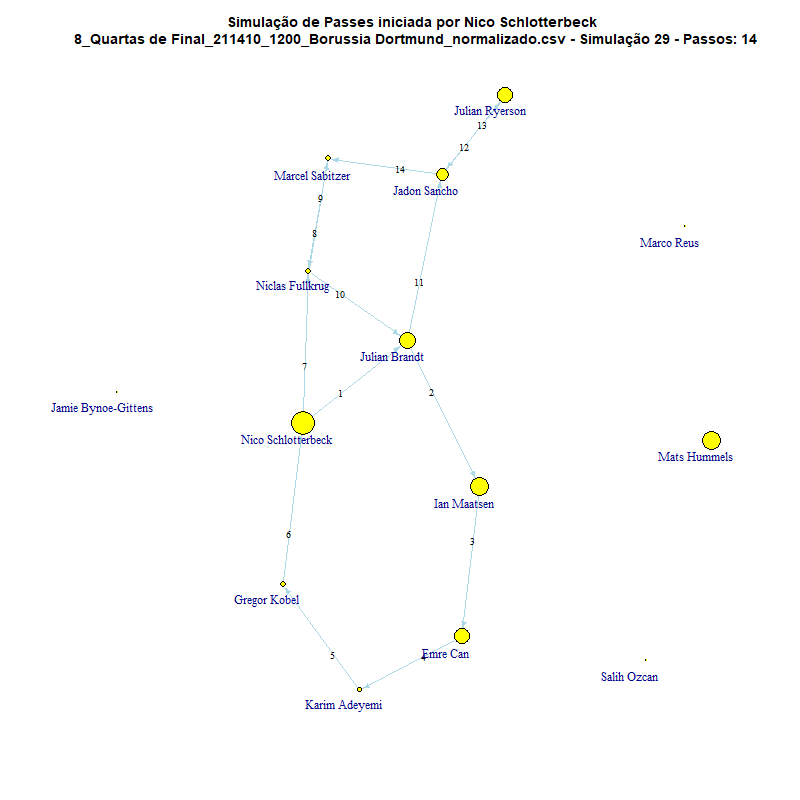 Simulação de Passes iniciada por Nico Schlotterbeck
8_Quartas de Final_211410_1200_Borussia Dortmund_normalizado.csv - Simulação 29 - Passos: 14
Julian Ryerson
13
12
14
Marcel Sabitzer
Jadon Sancho
9
8
Marco Reus
Niclas Fullkrug
10
11
Julian Brandt
7
1
2
Jamie Bynoe-Gittens
Nico Schlotterbeck
Mats Hummels
Ian Maatsen
6
3
Gregor Kobel
5
4
Emre Can
Salih Ozcan
Karim Adeyemi